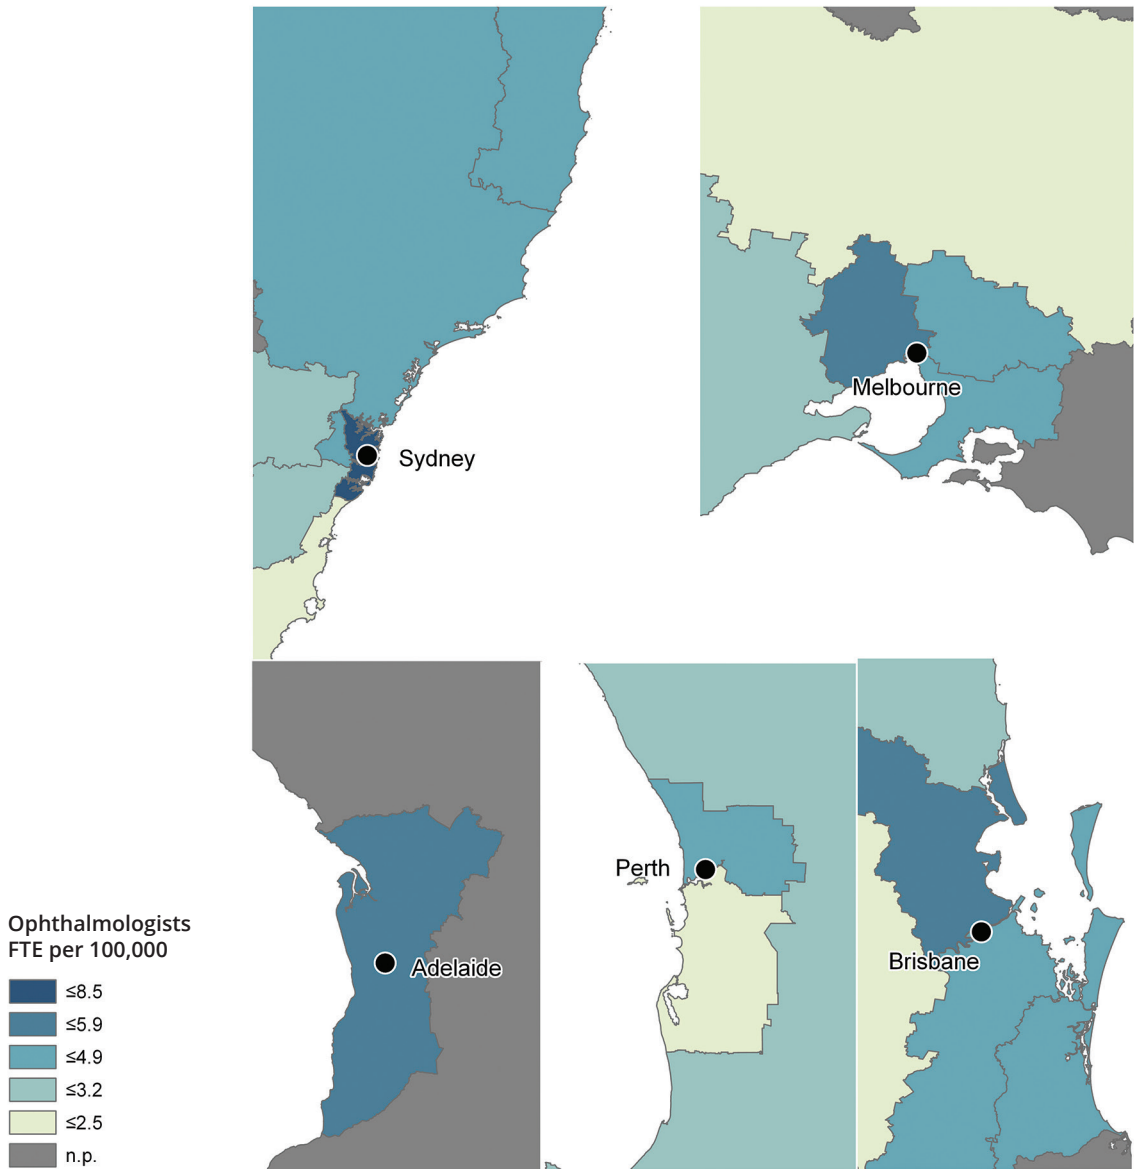 Sydney
Melbourne
Adelaide
Perth
Brisbane
Ophthalmologists
FTE per 100,000
≤8.5
≤5.9
≤4.9
≤3.2
≤2.5
n.p.